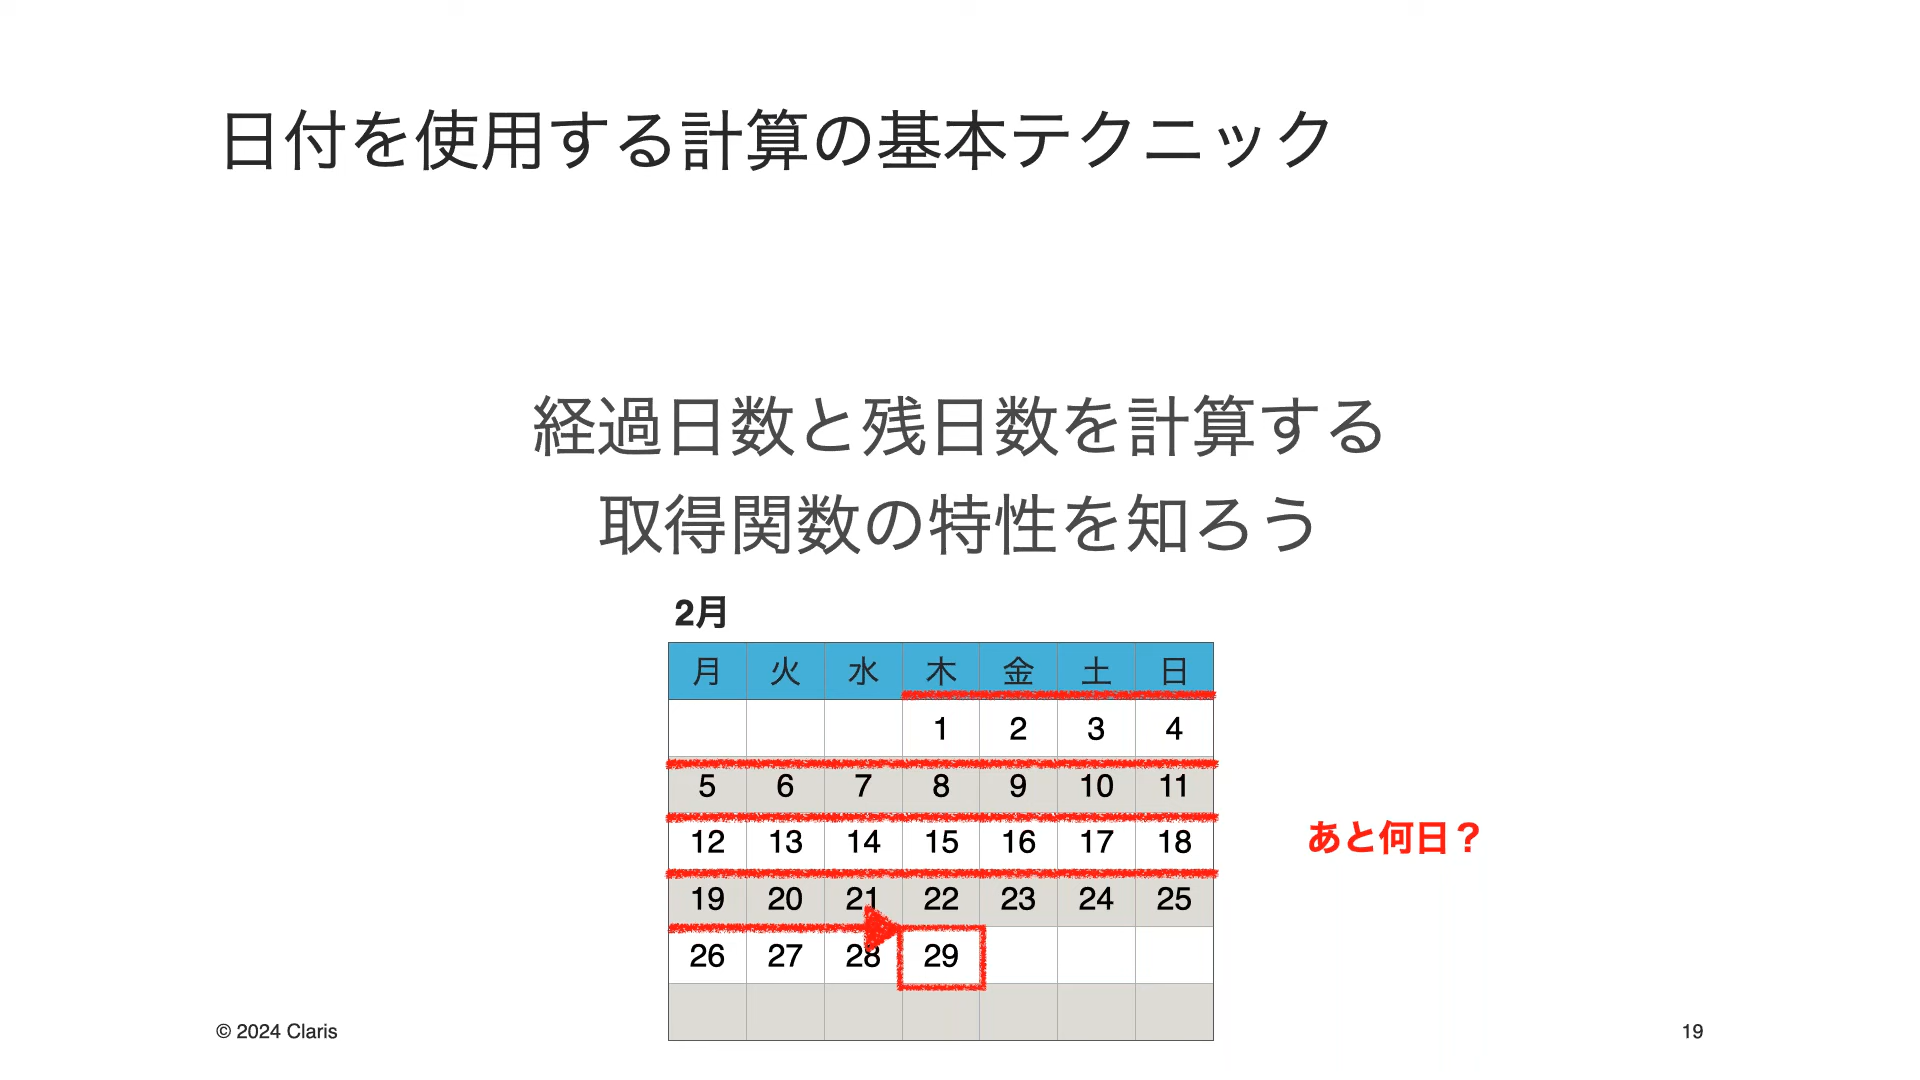 日付を使用する計算の基本テクニック
経過日数と残日数を計算する
取得関数の特性を知ろう
2月
月 火 水 木 金 土 日
1 2 3 4
5 6 7 8 9 10 11
12 13 14 15 16 17 18
あと何日？
19 20 21 22 23 24 25
26 27 28 29
© 2024 Claris
19